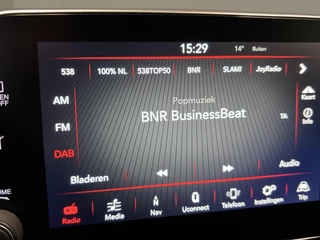 15:29 14° Buiten
538 100% NL 538TOP50 BNR SLAM! JoyRadio
AM
Popmuziek
Kaart
BNR BusinessBeat
FM
TA
Info
DAB
Bladeren
Audio
Radio Media Nav Uconnect Telefoon Instellingen Trip